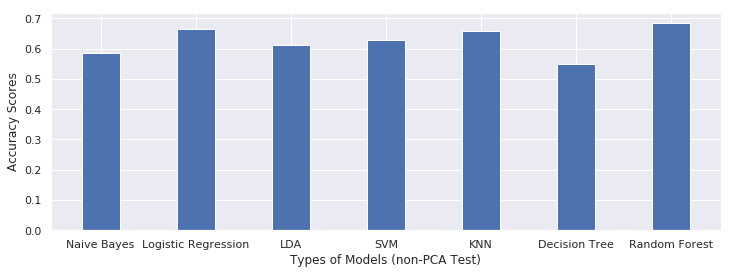 0.7
0.6
0.5
0.4
0.3
0.2
0.1
0.0
Accuracy Scores
Naive Bayes Logistic Regression LDA SVM KNN Decision Tree Random Forest
Types of Models (non-PCA Test)